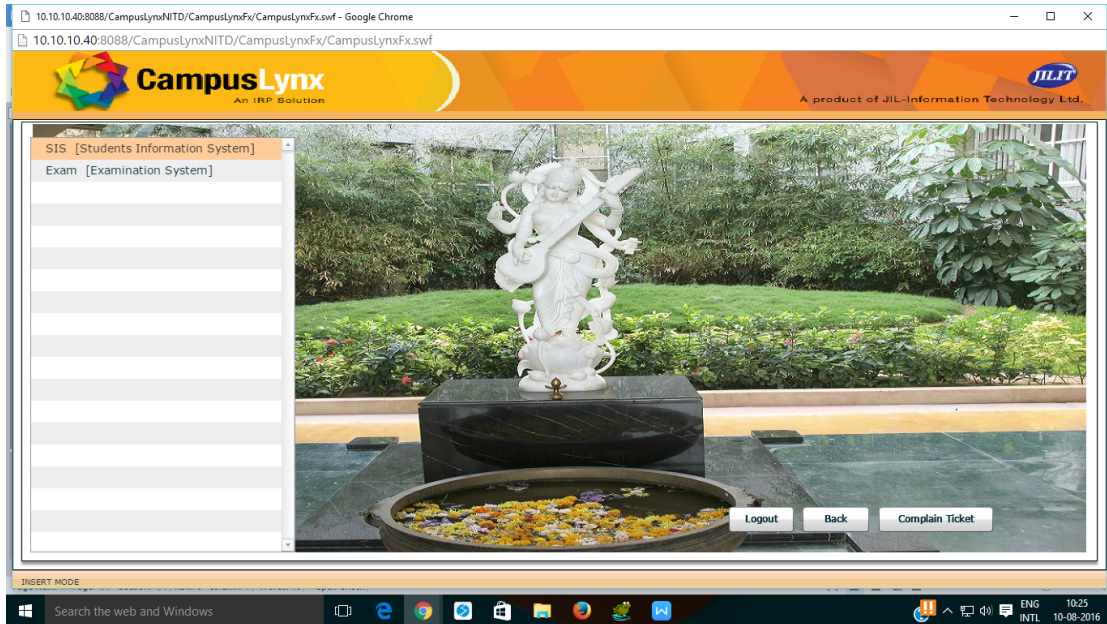 10.10.10.40:8088/CampusLynxNITD/CampusLynxFx/CampusLynxFx.swf - Google Chrome
10.10.10.40:8088/CampusLynxNITD/CampusLynxFx/CampusLynxFx.swf
CampusLynx
An IRP Solution
JILIT
A product of JIL-Information Technology Ltd.
SIS [Students Information System]
Exam [Examination System]
Logout Back Complain Ticket
INSERT MODE
Search the web and Windows
ENG 10:25
INTL 10-08-2016